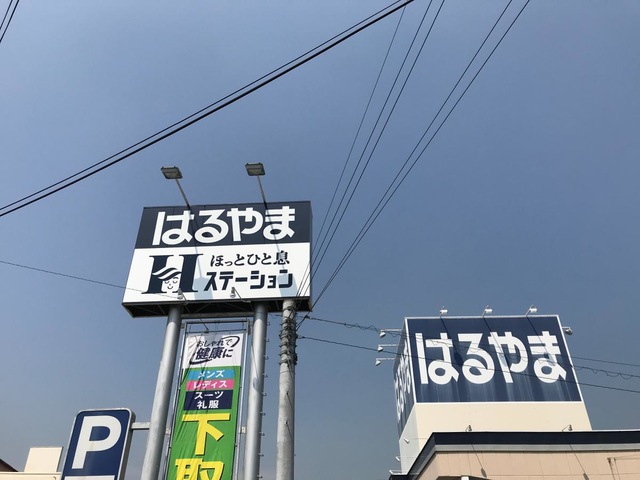 はるやま
H ほっとひと息
ステーション
おしゃれで
健康に
メンズ
レディス
スーツ
礼服
下取
P
はるやま